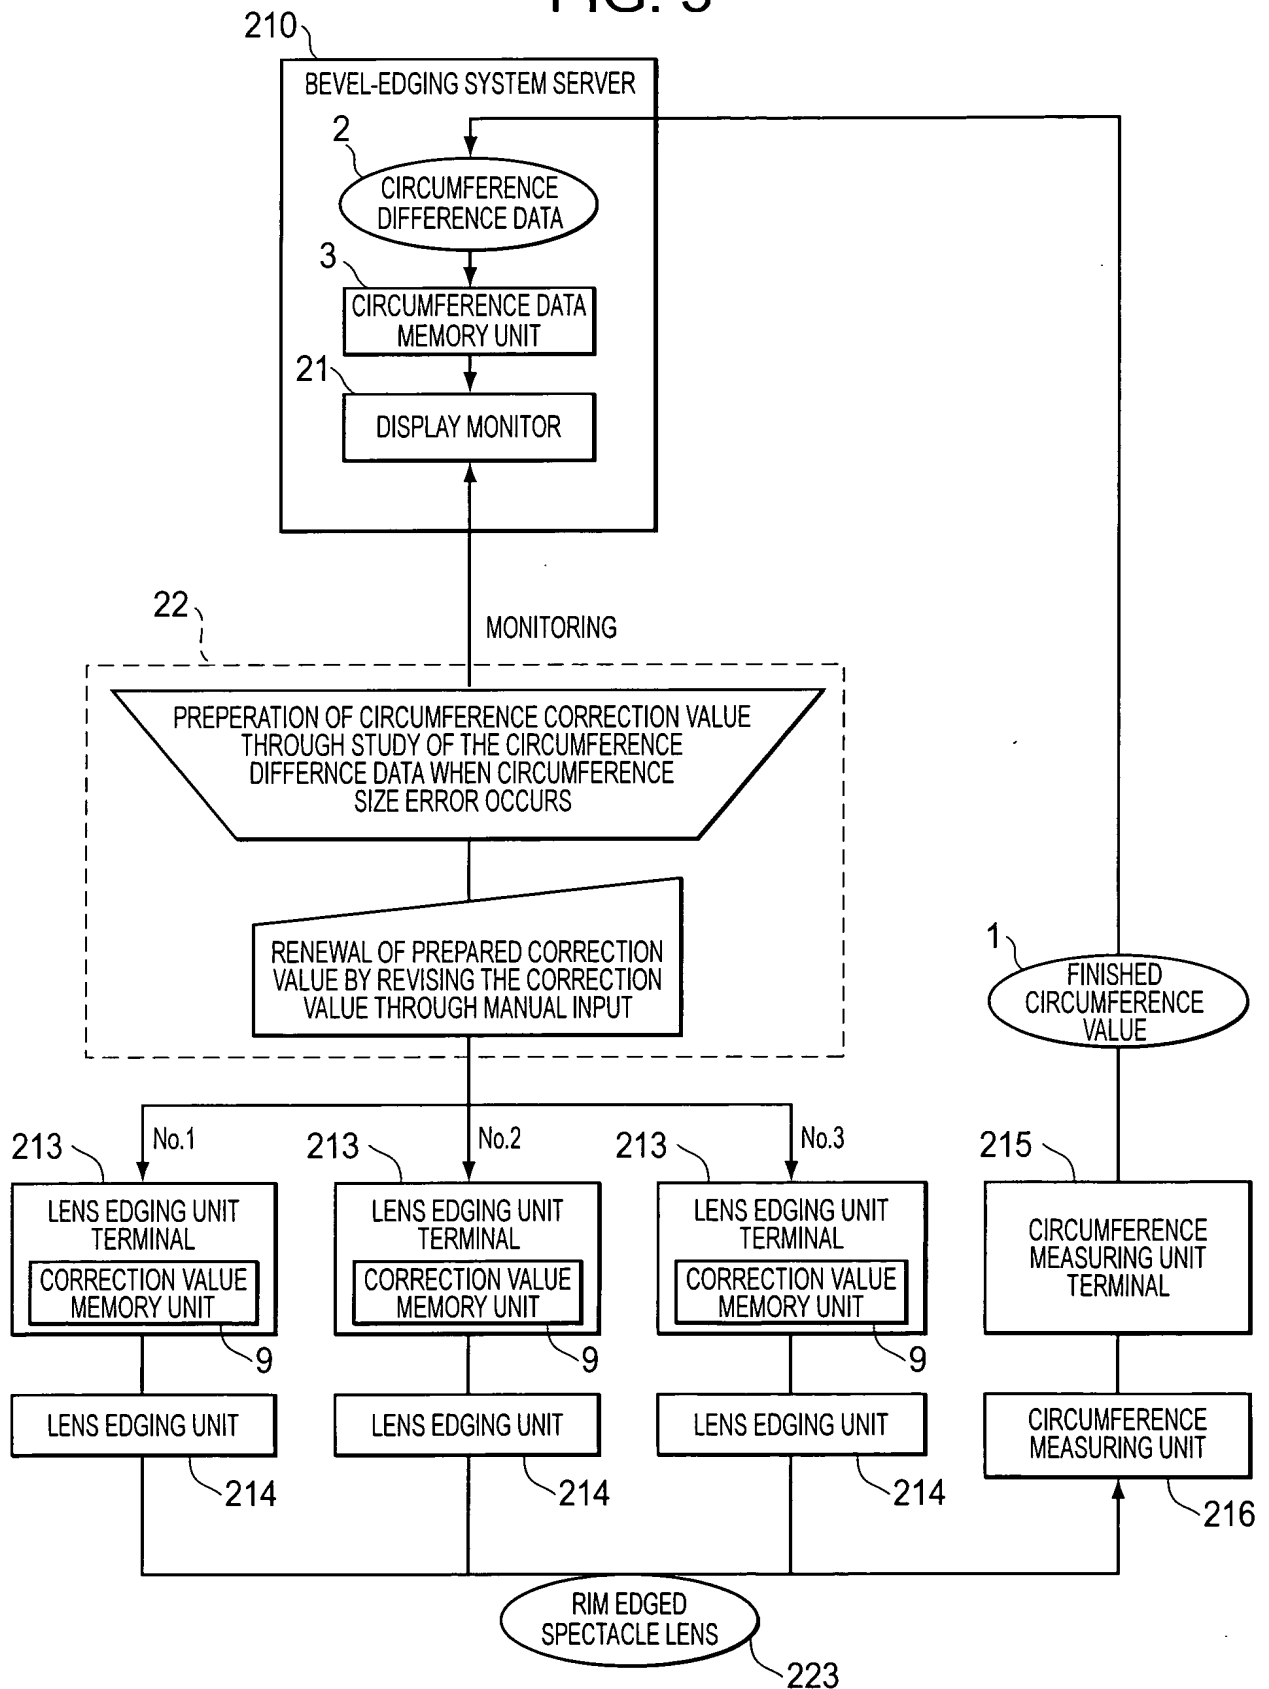 FIG. 3
210
BEVEL-EDGING SYSTEM SERVER
2
CIRCUMFERENCE
DIFFERENCE DATA
3
CIRCUMFERENCE DATA
MEMORY UNIT
21
DISPLAY MONITOR
22
MONITORING
PREPERATION OF CIRCUMFERENCE CORRECTION VALUE
THROUGH STUDY OF THE CIRCUMFERENCE
DIFFERNCE DATA WHEN CIRCUMFERENCE
SIZE ERROR OCCURS
RENEWAL OF PREPARED CORRECTION
VALUE BY REVISING THE CORRECTION
VALUE THROUGH MANUAL INPUT
1
FINISHED
CIRCUMFERENCE
VALUE
213
No.1
LENS EDGING UNIT
TERMINAL
CORRECTION VALUE
MEMORY UNIT
9
LENS EDGING UNIT
214
213
No.2
LENS EDGING UNIT
TERMINAL
CORRECTION VALUE
MEMORY UNIT
9
LENS EDGING UNIT
214
213
No.3
LENS EDGING UNIT
TERMINAL
CORRECTION VALUE
MEMORY UNIT
9
LENS EDGING UNIT
214
215
CIRCUMFERENCE
MEASURING UNIT
TERMINAL
CIRCUMFERENCE
MEASURING UNIT
216
RIM EDGED
SPECTACLE LENS
223